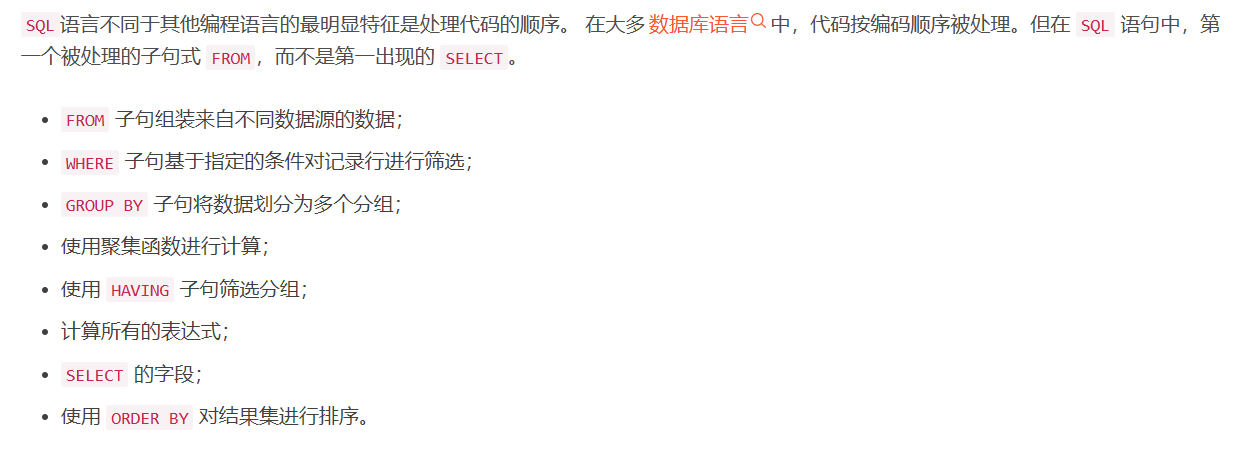 SQL 语言不同于其他编程语言的最明显特征是处理代码的顺序。 在大多数据库语言中，代码按编码顺序被处理。但在 SQL 语句中，第
一个被处理的子句式 FROM，而不是第一出现的 SELECT。
• FROM 子句组装来自不同数据源的数据；
• WHERE 子句基于指定的条件对记录行进行筛选；
• GROUP BY 子句将数据划分为多个分组；
• 使用聚集函数进行计算；
• 使用 HAVING 子句筛选分组；
• 计算所有的表达式；
• SELECT 的字段；
• 使用 ORDER BY 对结果集进行排序。